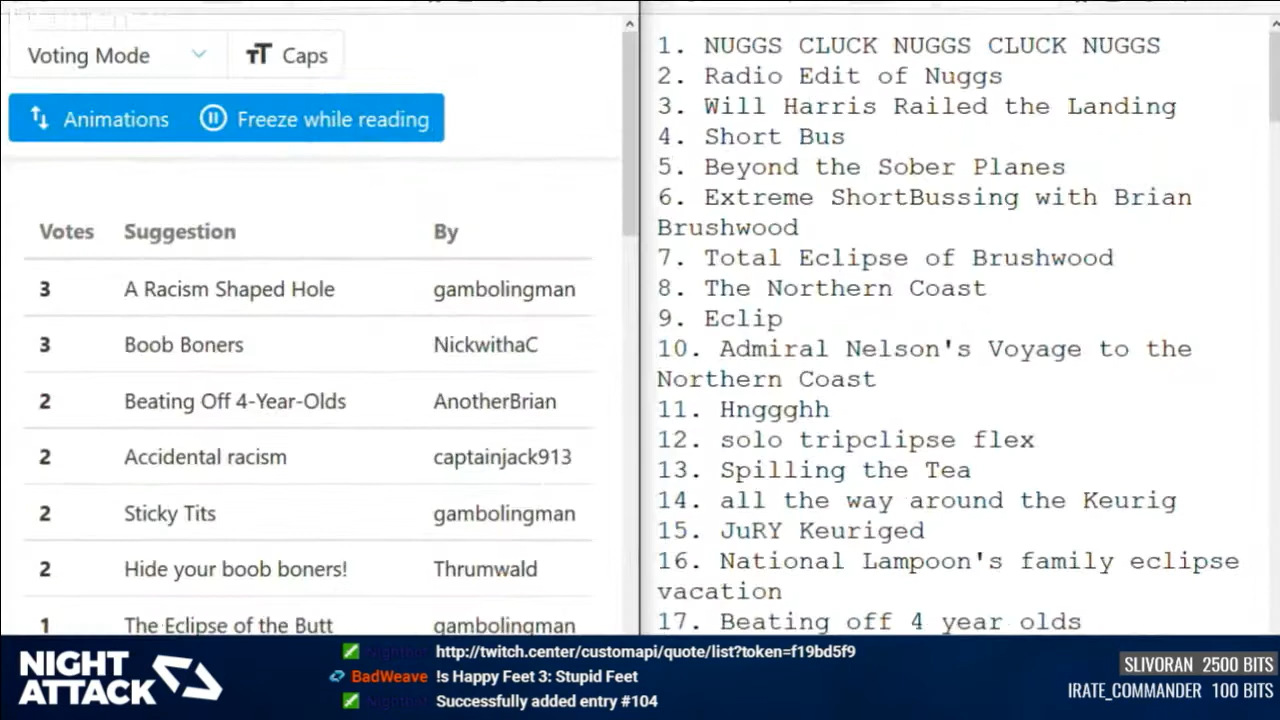 Voting Mode
Caps
Animations
Freeze while reading
Votes Suggestion By
3 A Racism Shaped Hole gambolingman
3 Boob Boners NickwithaC
2 Beating Off 4-Year-Olds AnotherBrian
2 Accidental racism captainjack913
2 Sticky Tits gambolingman
2 Hide your boob boners! Thrumwald
1 The Eclipse of the Butt gambolingman
1. NUGGS CLUCK NUGGS CLUCK NUGGS
2. Radio Edit of Nuggs
3. Will Harris Railed the Landing
4. Short Bus
5. Beyond the Sober Planes
6. Extreme ShortBussing with Brian
Brushwood
7. Total Eclipse of Brushwood
8. The Northern Coast
9. Eclip
10. Admiral Nelson's Voyage to the
Northern Coast
11. Hnggghh
12. solo tripclipse flex
13. Spilling the Tea
14. all the way around the Keurig
15. JuRY Keuriged
16. National Lampoon's family eclipse
vacation
17. Beating off 4 year olds
NIGHT
ATTACK
Nightbot http://twitch.center/customapi/quote/list?token=f19bd5f9
BadWeave !s Happy Feet 3: Stupid Feet
Nightbot Successfully added entry #104
SLIVORAN 2500 BITS
IRATE_COMMANDER 100 BITS